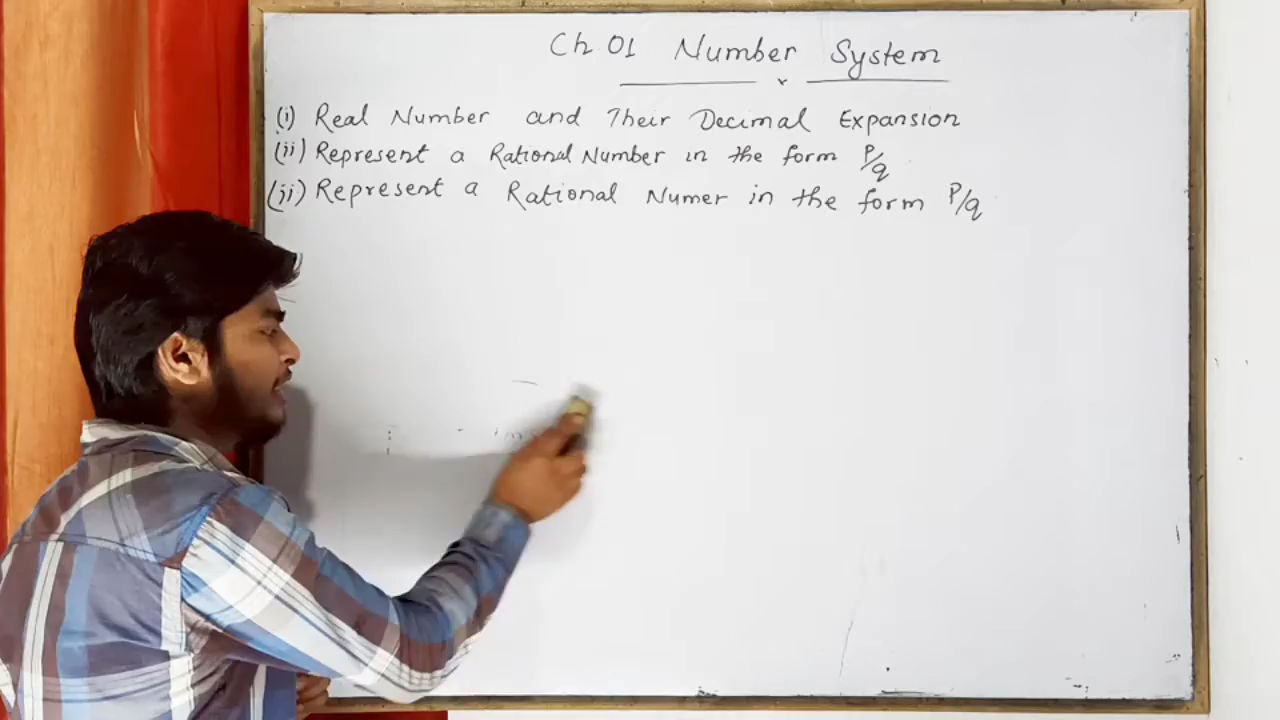 Ch. 01 Number System
x
(i) Real Number and Their Decimal Expansion
(ii) Represent a Rational Number in the form P/q
(ii) Represent a Rational Numer in the form P/q